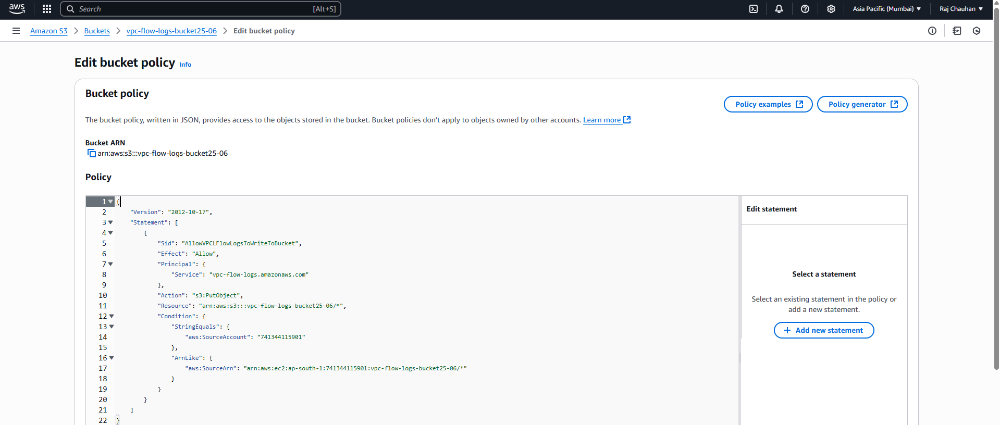 aws
Search [Alt+S]
Asia Pacific (Mumbai) Raj Chauhan
Amazon S3 Buckets vpc-flow-logs-bucket25-06 Edit bucket policy
Edit bucket policy Info
Bucket policy
Policy examples Policy generator
The bucket policy, written in JSON, provides access to the objects stored in the bucket. Bucket policies don't apply to objects owned by other accounts. Learn more
Bucket ARN
arn:aws:s3:::vpc-flow-logs-bucket25-06
Policy
1 {
2 "Version": "2012-10-17",
3 "Statement": [
4 {
5 "Sid": "AllowVPCLFlowLogsToWriteToBucket",
6 "Effect": "Allow",
7 "Principal": {
8 "Service": "vpc-flow-logs.amazonaws.com"
9 },
10 "Action": "s3:PutObject",
11 "Resource": "arn:aws:s3:::vpc-flow-logs-bucket25-06/*",
12 "Condition": {
13 "StringEquals": {
14 "aws:SourceAccount": "741344115901"
15 },
16 "ArnLike": {
17 "aws:SourceArn": "arn:aws:ec2:ap-south-1:741344115901:vpc-flow-logs-bucket25-06/*"
18 }
19 }
20 }
21 ]
22 }
Edit statement
Select a statement
Select an existing statement in the policy or
add a new statement.
+ Add new statement